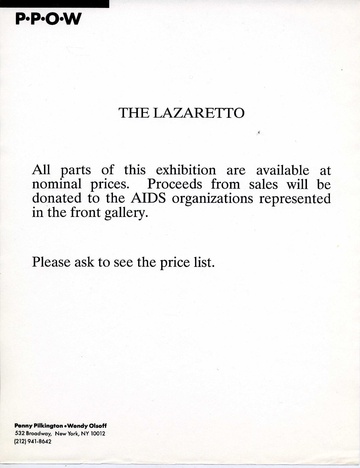 P·P·O·W
THE LAZARETTO
All parts of this exhibition are available at
nominal prices. Proceeds from sales will be
donated to the AIDS organizations represented
in the front gallery.
Please ask to see the price list.
Penny Pilkington•Wendy Olsoff
532 Broadway, New York, NY 10012
(212) 941-8642